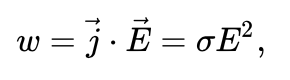 w = \vec{j} \cdot \vec{E} = \sigma E^2,